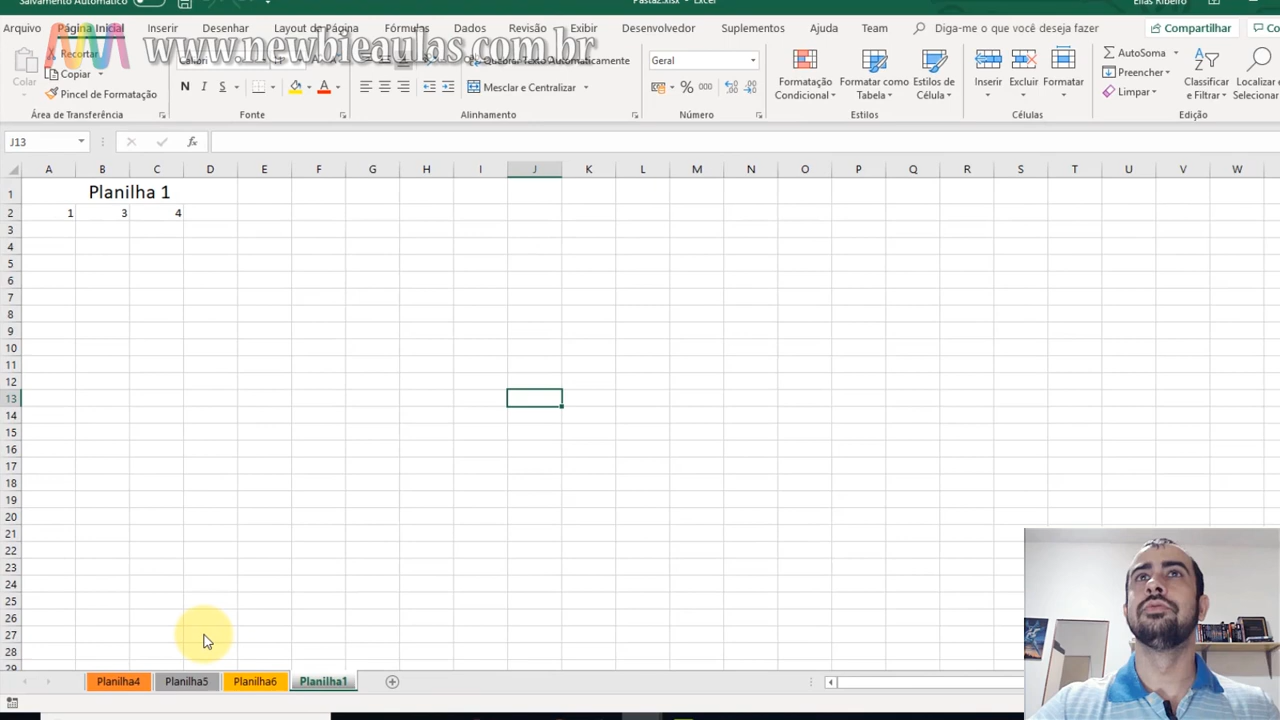 Salvamento Automático
Pasta2.xlsx - Excel
Elias Ribeiro
Arquivo Página Inicial Inserir Desenhar Layout da Página Fórmulas Dados Revisão Exibir Desenvolvedor Suplementos Ajuda Team Diga-me o que você deseja fazer Compartilhar Co
www.newbieaulas.com.br
Colar
Recortar
Copiar
Pincel de Formatação
Área de Transferência
N I S
Fonte
Quebrar Texto Automaticamente
Mesclar e Centralizar
Alinhamento
Geral
% 000
Número
Formatação Condicional
Formatar como Tabela
Estilos de Célula
Estilos
Inserir Excluir Formatar
Células
AutoSoma
Preencher
Limpar
Classificar e Filtrar
Localizar e Selecionar
Edição
J13
fx
A B C D E F G H I J K L M N O P Q R S T U V W
1 Planilha 1
2 1 3 4
3
4
5
6
7
8
9
10
11
12
13
14
15
16
17
18
19
20
21
22
23
24
25
26
27
28
29
Planilha4 Planilha5 Planilha6 Planilha1